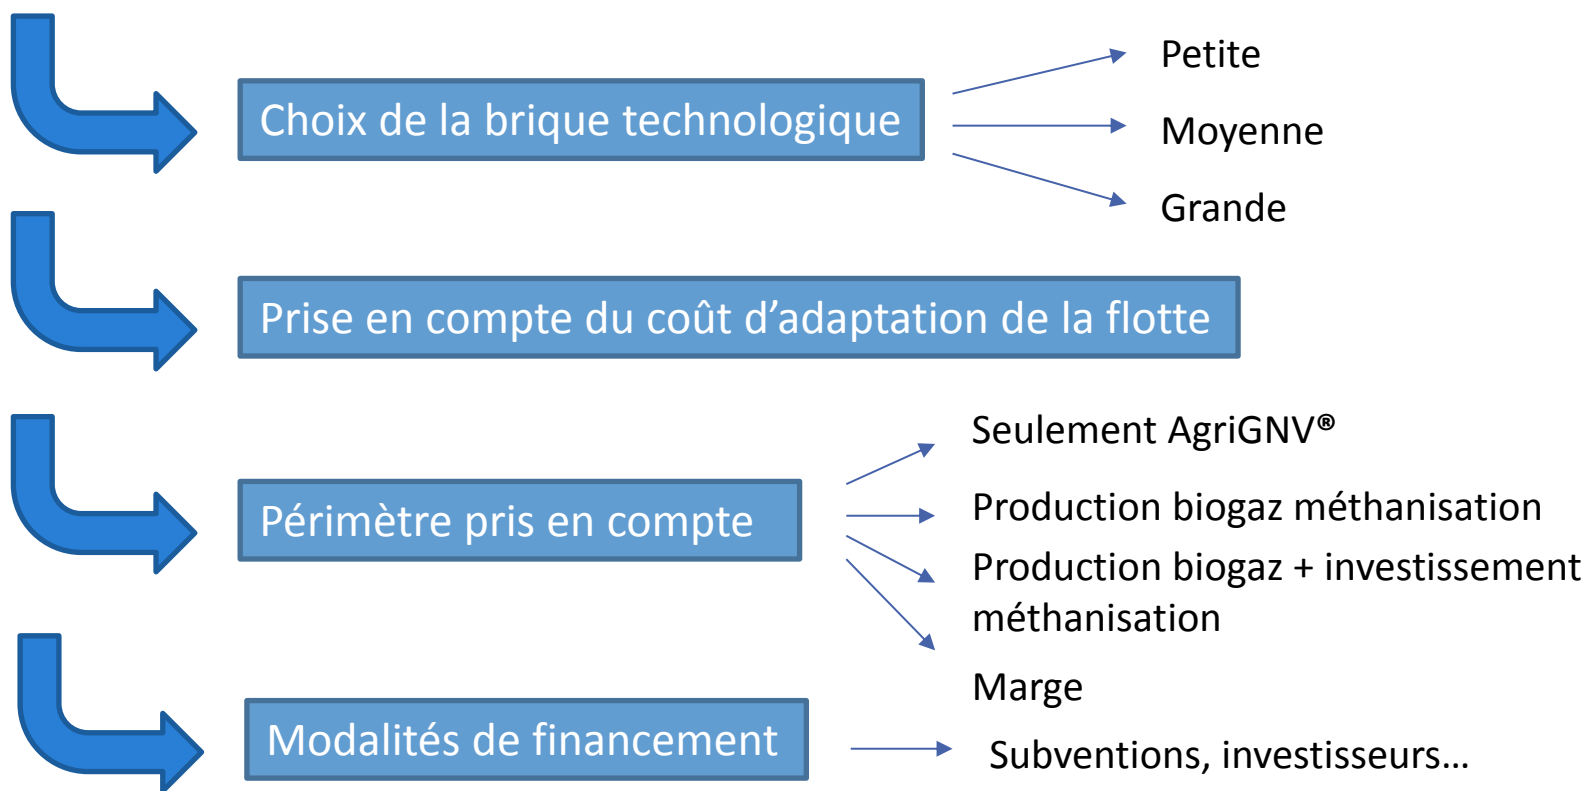 Choix de la brique technologique
Petite
Moyenne
Grande
Prise en compte du coût d’adaptation de la flotte
Périmètre pris en compte
Seulement AgriGNV®
Production biogaz méthanisation
Production biogaz + investissement
méthanisation
Marge
Modalités de financement
Subventions, investisseurs…